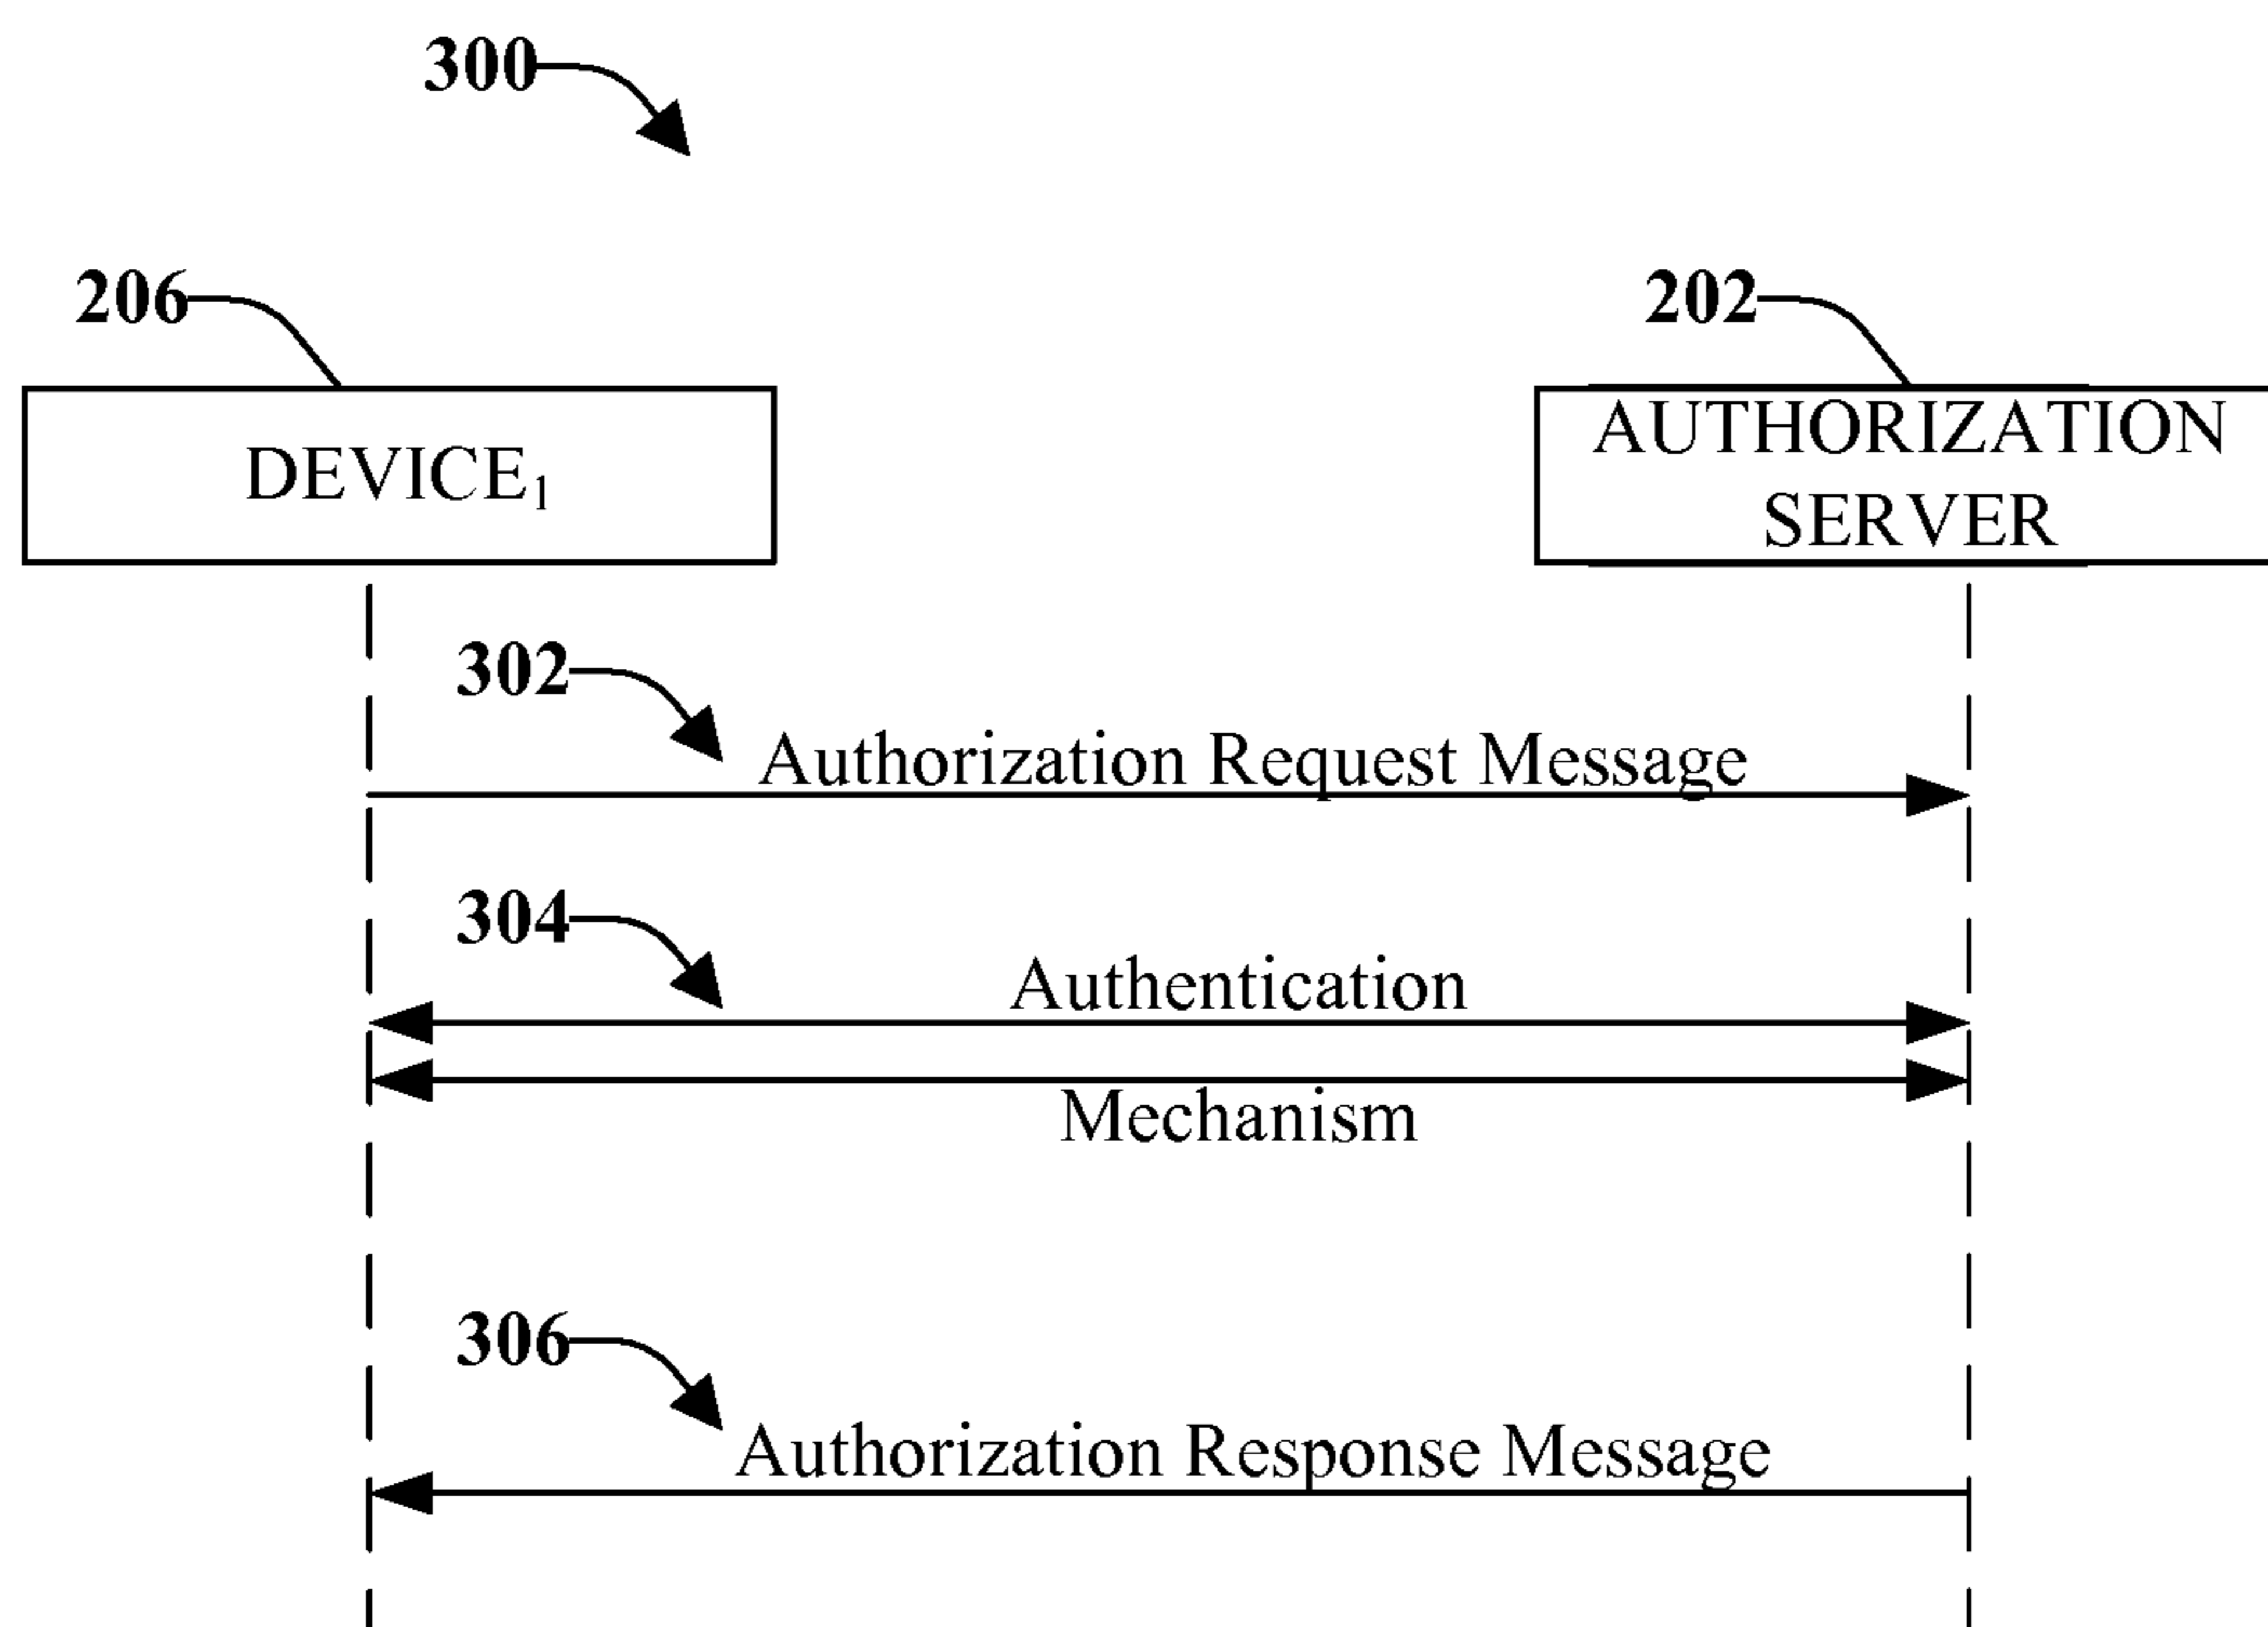 300
206
202
DEVICE₁
AUTHORIZATION
SERVER
302
Authorization Request Message
304
Authentication
Mechanism
306
Authorization Response Message